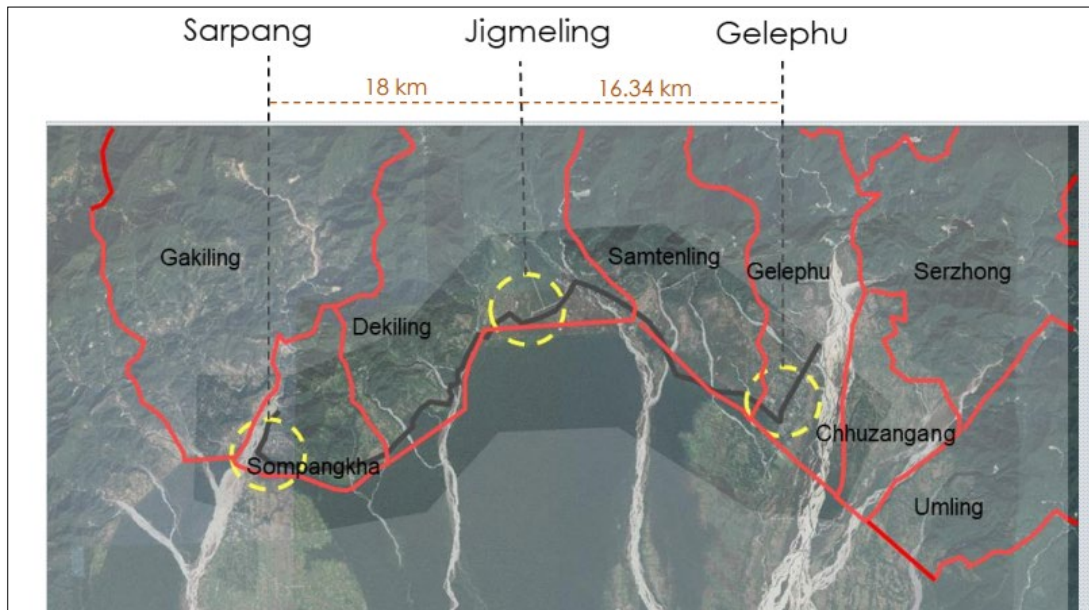 Sarpang
Jigmeling
Gelephu
18 km
16.34 km
Gakiling
Samtenling
Gelephu
Serzhong
Dekiling
Chhuzangang
Sompangkha
Umling